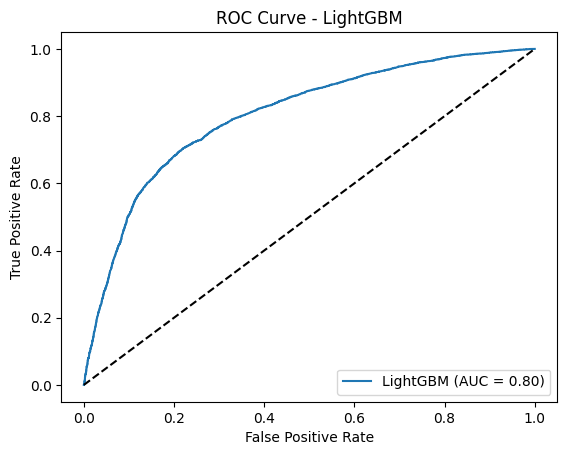 ROC Curve - LightGBM
True Positive Rate
1.0
0.8
0.6
0.4
0.2
0.0
0.0 0.2 0.4 0.6 0.8 1.0
False Positive Rate
LightGBM (AUC = 0.80)